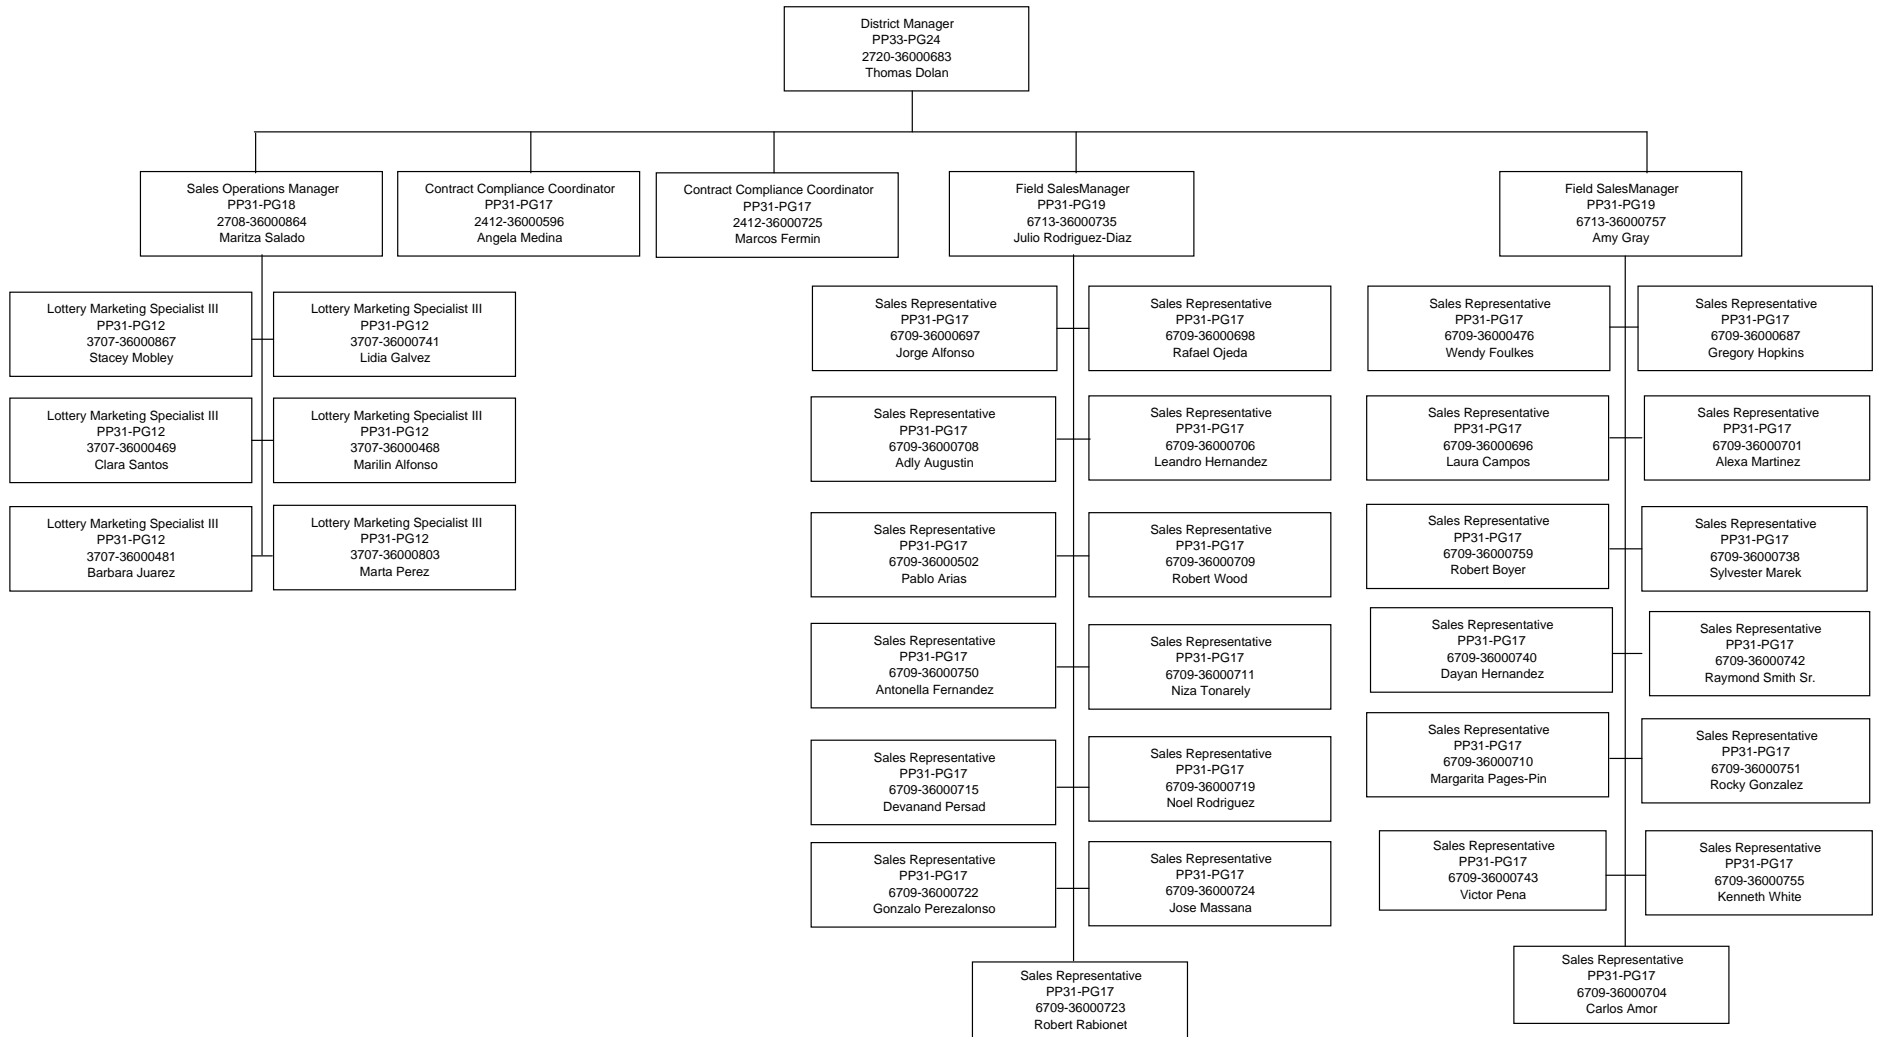 District Manager
PP33-PG24
2720-36000683
Thomas Dolan
Sales Operations Manager
PP31-PG18
2708-36000864
Maritza Salado
Contract Compliance Coordinator
PP31-PG17
2412-36000596
Angela Medina
Contract Compliance Coordinator
PP31-PG17
2412-36000725
Marcos Fermin
Field SalesManager
PP31-PG19
6713-36000735
Julio Rodriguez-Diaz
Field SalesManager
PP31-PG19
6713-36000757
Amy Gray
Lottery Marketing Specialist III
PP31-PG12
3707-36000867
Stacey Mobley
Lottery Marketing Specialist III
PP31-PG12
3707-36000741
Lidia Galvez
Lottery Marketing Specialist III
PP31-PG12
3707-36000469
Clara Santos
Lottery Marketing Specialist III
PP31-PG12
3707-36000468
Marilin Alfonso
Lottery Marketing Specialist III
PP31-PG12
3707-36000481
Barbara Juarez
Lottery Marketing Specialist III
PP31-PG12
3707-36000803
Marta Perez
Sales Representative
PP31-PG17
6709-36000697
Jorge Alfonso
Sales Representative
PP31-PG17
6709-36000698
Rafael Ojeda
Sales Representative
PP31-PG17
6709-36000708
Adly Augustin
Sales Representative
PP31-PG17
6709-36000706
Leandro Hernandez
Sales Representative
PP31-PG17
6709-36000502
Pablo Arias
Sales Representative
PP31-PG17
6709-36000709
Robert Wood
Sales Representative
PP31-PG17
6709-36000750
Antonella Fernandez
Sales Representative
PP31-PG17
6709-36000711
Niza Tonarely
Sales Representative
PP31-PG17
6709-36000715
Devanand Persad
Sales Representative
PP31-PG17
6709-36000719
Noel Rodriguez
Sales Representative
PP31-PG17
6709-36000722
Gonzalo Perezalonso
Sales Representative
PP31-PG17
6709-36000724
Jose Massana
Sales Representative
PP31-PG17
6709-36000723
Robert Rabionet
Sales Representative
PP31-PG17
6709-36000476
Wendy Foulkes
Sales Representative
PP31-PG17
6709-36000687
Gregory Hopkins
Sales Representative
PP31-PG17
6709-36000696
Laura Campos
Sales Representative
PP31-PG17
6709-36000701
Alexa Martinez
Sales Representative
PP31-PG17
6709-36000759
Robert Boyer
Sales Representative
PP31-PG17
6709-36000738
Sylvester Marek
Sales Representative
PP31-PG17
6709-36000740
Dayan Hernandez
Sales Representative
PP31-PG17
6709-36000742
Raymond Smith Sr.
Sales Representative
PP31-PG17
6709-36000710
Margarita Pages-Pin
Sales Representative
PP31-PG17
6709-36000751
Rocky Gonzalez
Sales Representative
PP31-PG17
6709-36000743
Victor Pena
Sales Representative
PP31-PG17
6709-36000755
Kenneth White
Sales Representative
PP31-PG17
6709-36000704
Carlos Amor